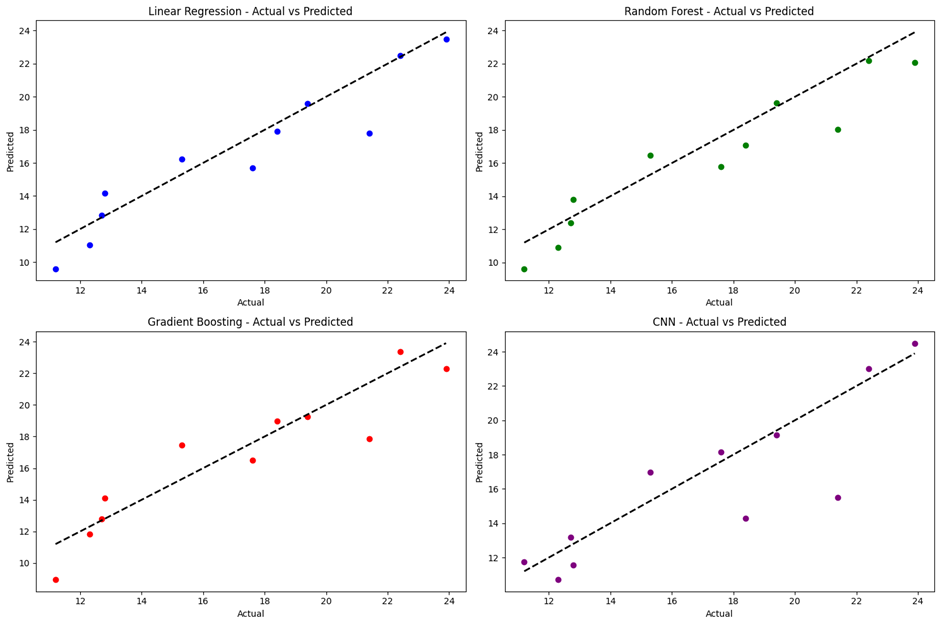 Linear Regression - Actual vs Predicted
Random Forest - Actual vs Predicted
24
22
20
18
16
14
12
10
Predicted
12 14 16 18 20 22 24
Actual
24
22
20
18
16
14
12
10
Predicted
12 14 16 18 20 22 24
Actual
Gradient Boosting - Actual vs Predicted
CNN - Actual vs Predicted
24
22
20
18
16
14
12
10
Predicted
12 14 16 18 20 22 24
Actual
24
22
20
18
16
14
12
Predicted
12 14 16 18 20 22 24
Actual